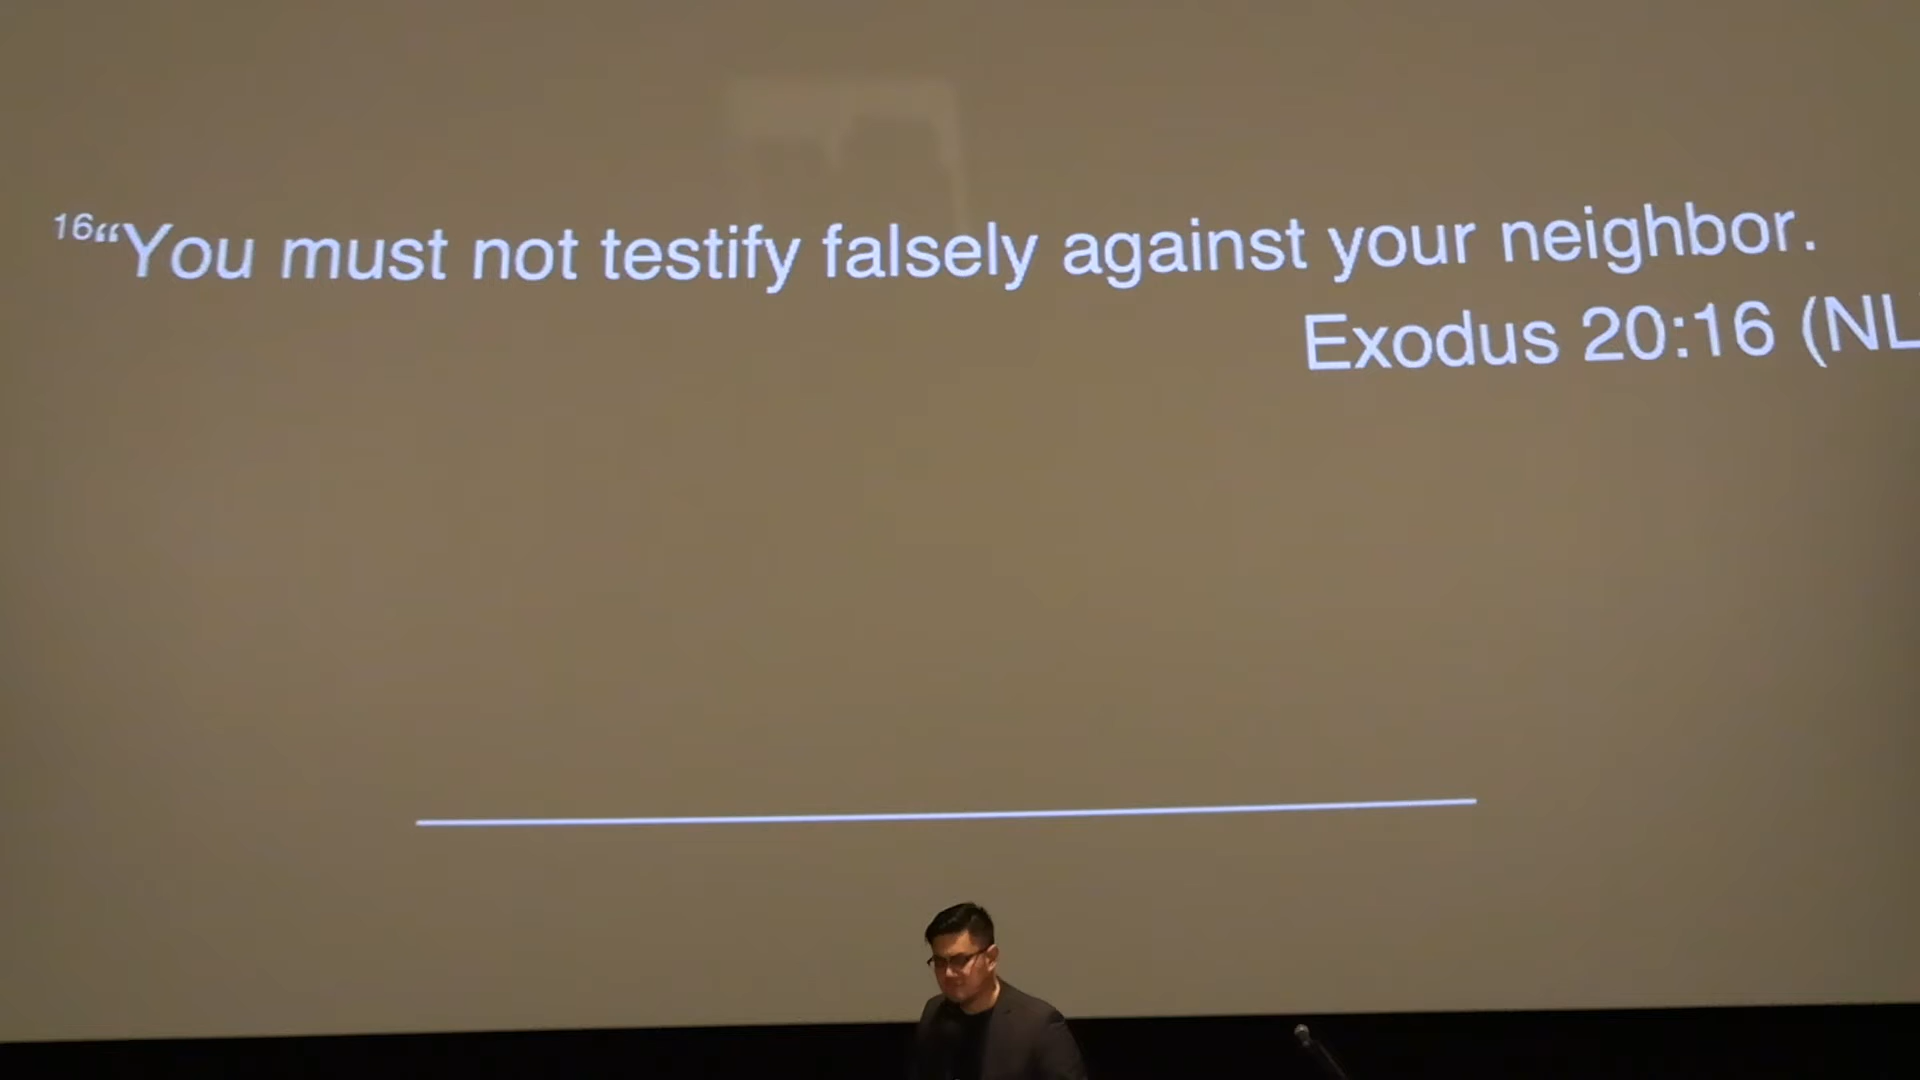 16“You must not testify falsely against your neighbor.
Exodus 20:16 (NL